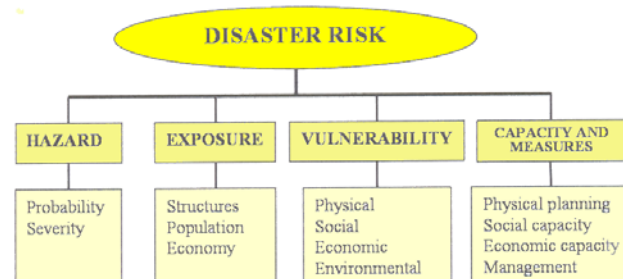 DISASTER RISK
HAZARD
EXPOSURE
VULNERABILITY
CAPACITY AND
MEASURES
Probability
Severity
Structures
Population
Economy
Physical
Social
Economic
Environmental
Physical planning
Social capacity
Economic capacity
Management